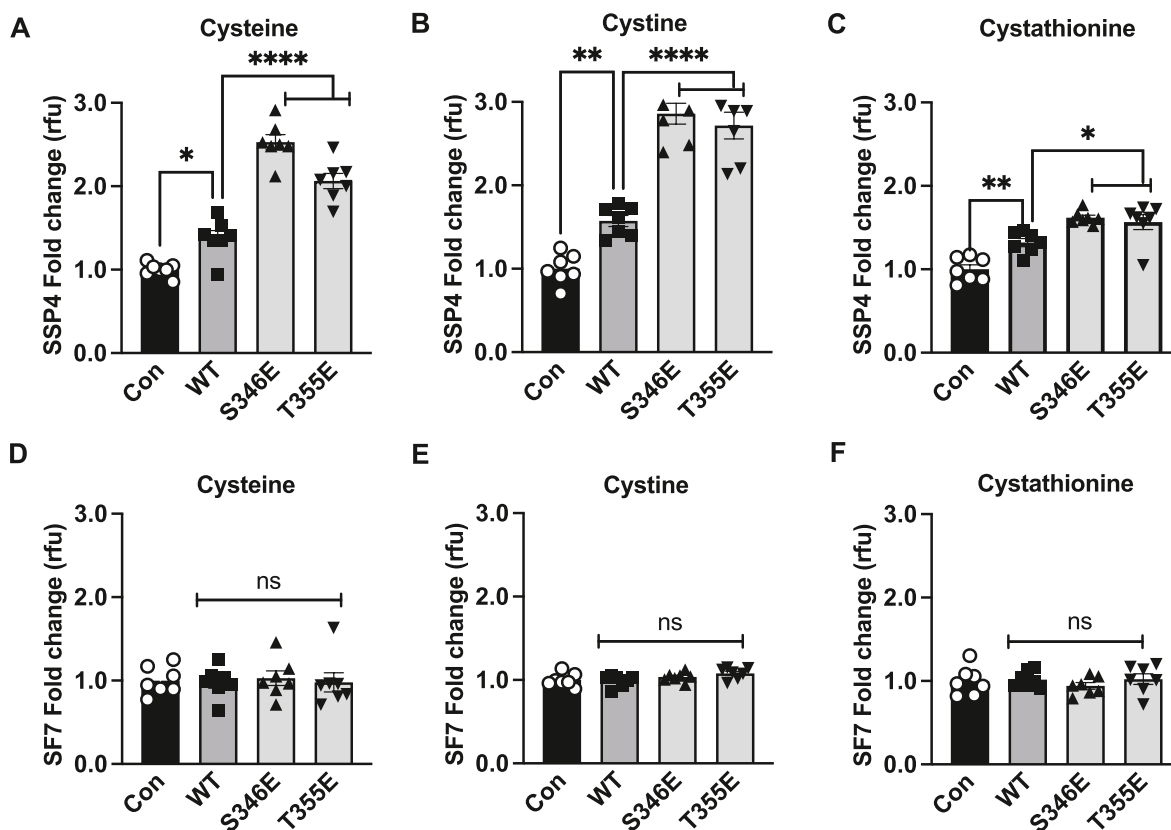 A
Cysteine
SSP4 Fold change (rfu)
3.0
2.0
1.0
0.0
*
****
Con
WT
S346E
T355E
B
Cystine
SSP4 Fold change (rfu)
3.0
2.0
1.0
0.0
**
****
Con
WT
S346E
T355E
C
Cystathionine
SSP4 Fold change (rfu)
3.0
2.0
1.0
0.0
**
*
Con
WT
S346E
T355E
D
Cysteine
SF7 Fold change (rfu)
3.0
2.0
1.0
0.0
ns
Con
WT
S346E
T355E
E
Cystine
SF7 Fold change (rfu)
3.0
2.0
1.0
0.0
ns
Con
WT
S346E
T355E
F
Cystathionine
SF7 Fold change (rfu)
3.0
2.0
1.0
0.0
ns
Con
WT
S346E
T355E